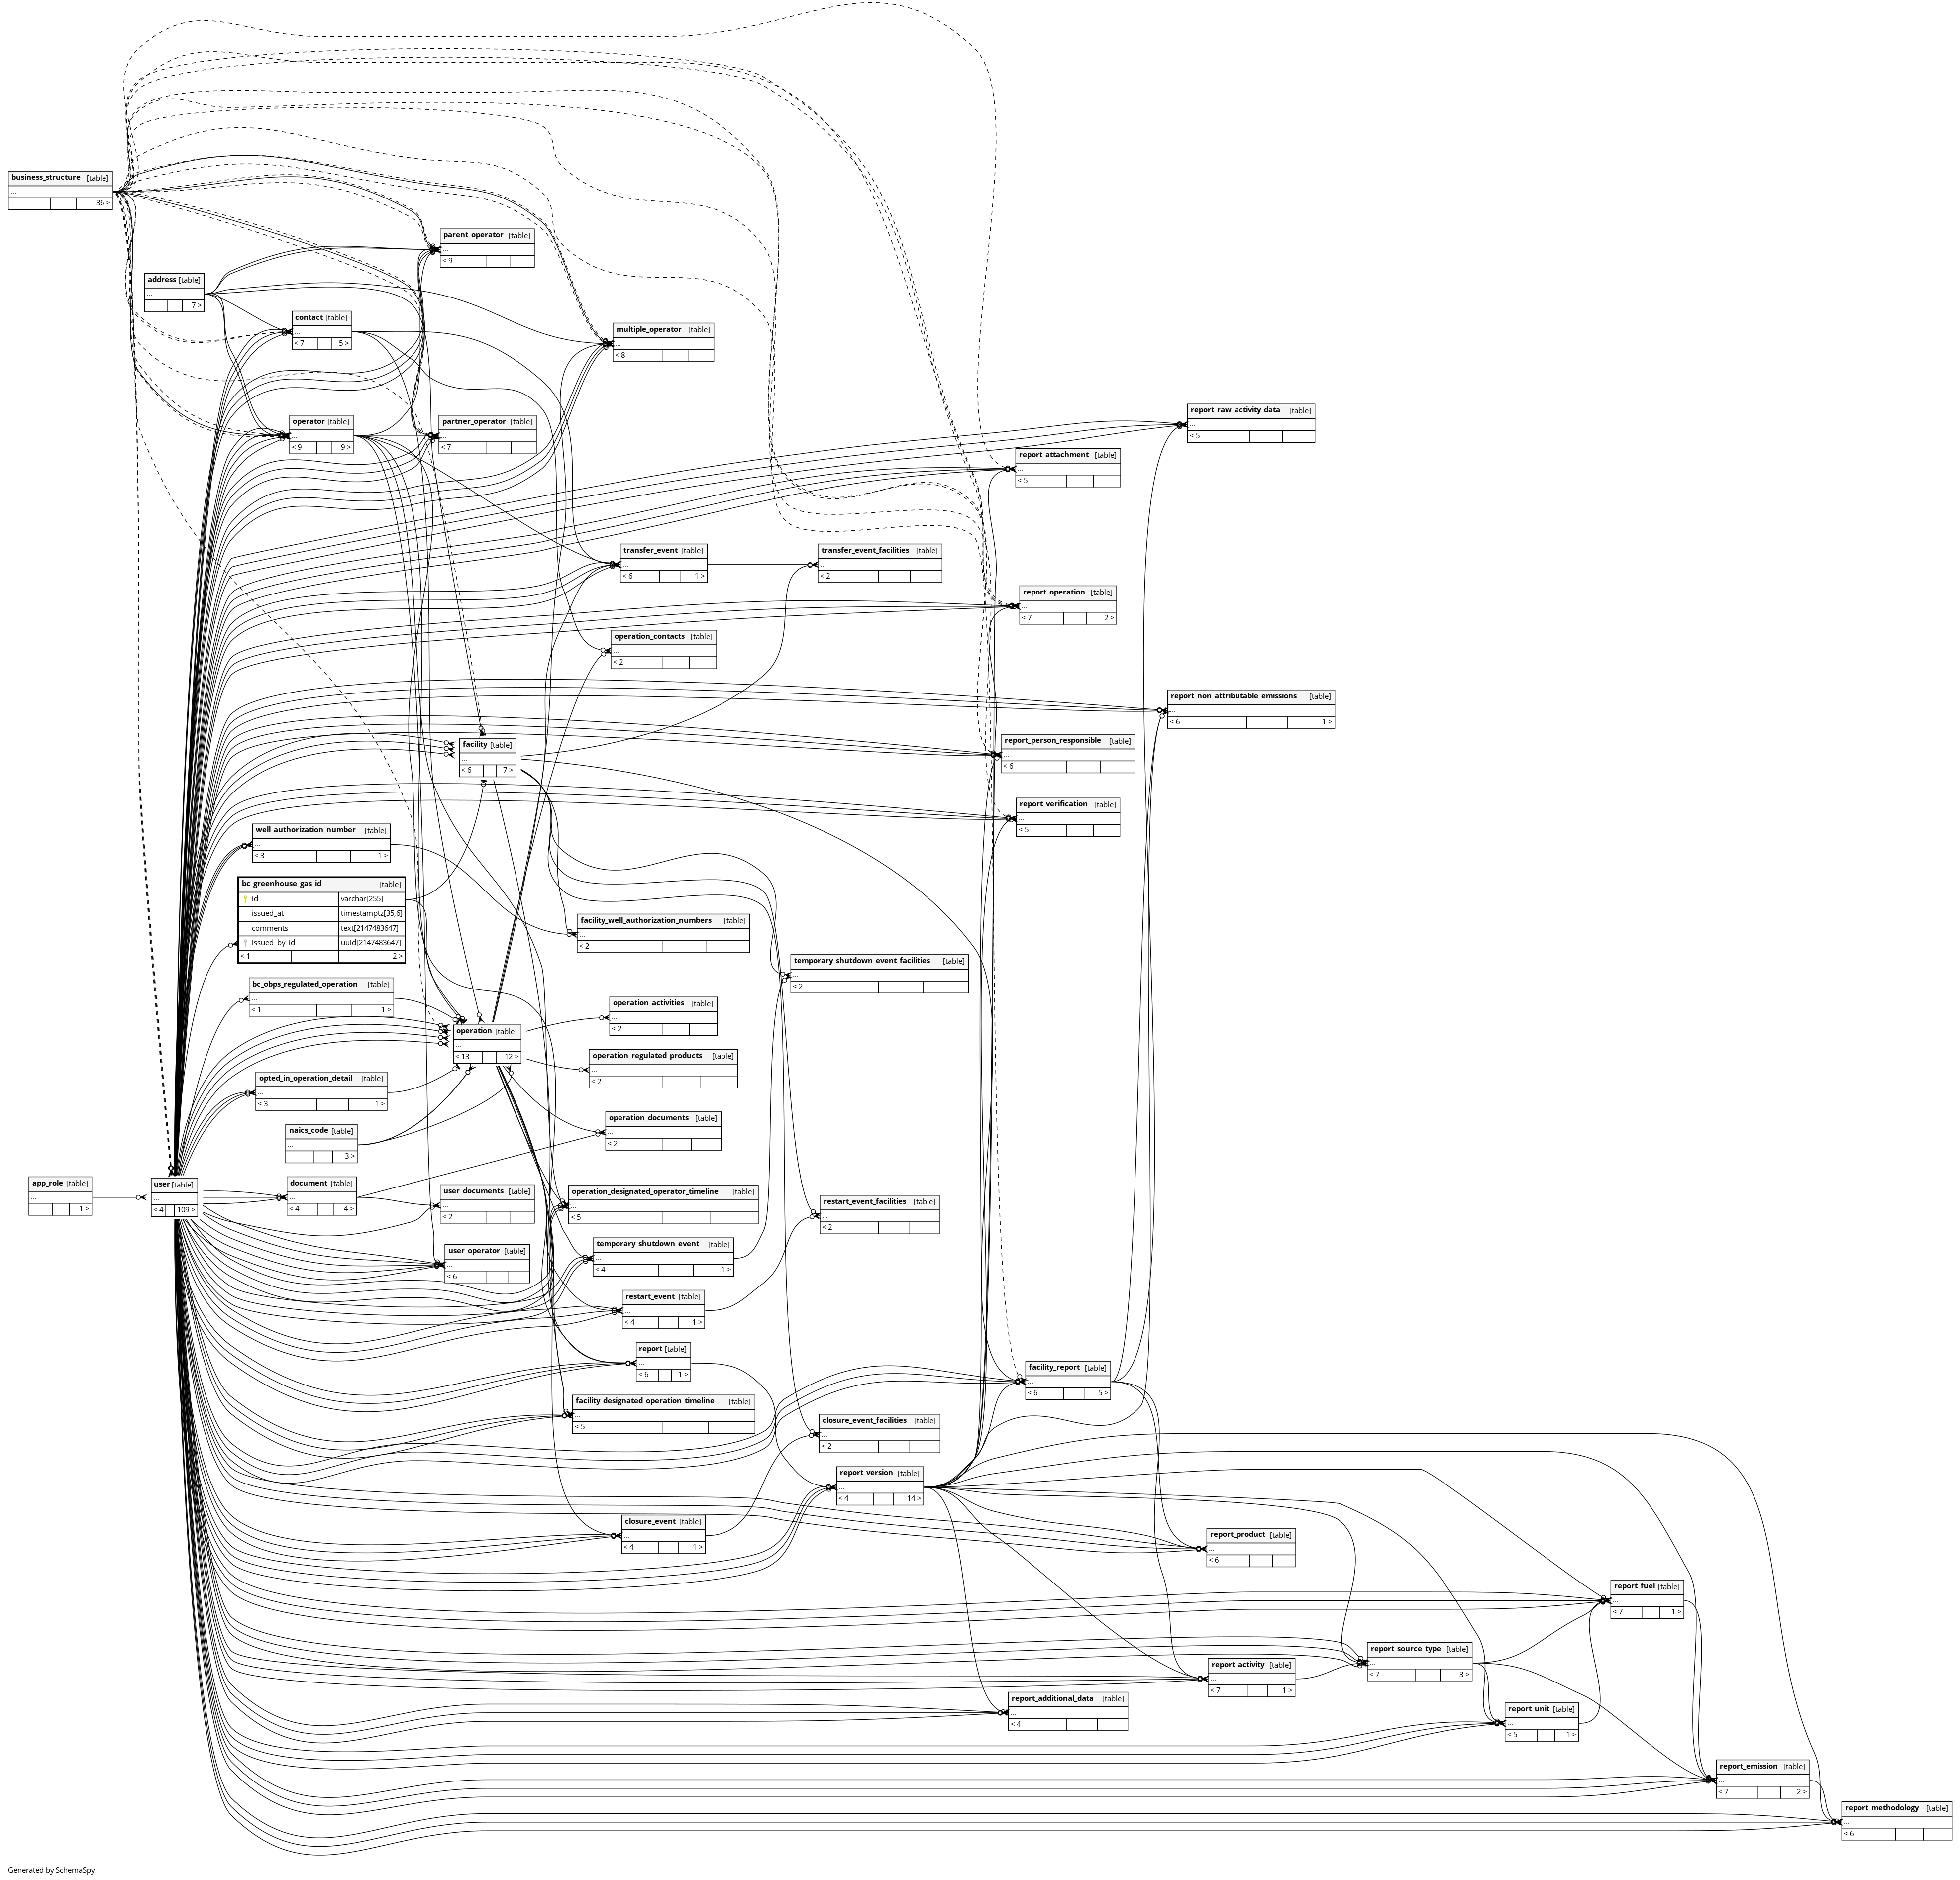 business_structure [table]
...
36 >
parent_operator [table]
...
< 9
address [table]
...
7 >
contact [table]
...
< 7 5 >
multiple_operator [table]
...
< 8
operator [table]
...
< 9 9 >
partner_operator [table]
...
< 7
report_raw_activity_data [table]
...
< 5
report_attachment [table]
...
< 5
transfer_event [table]
...
< 6 1 >
transfer_event_facilities [table]
...
< 2
report_operation [table]
...
< 7 2 >
operation_contacts [table]
...
< 2
report_non_attributable_emissions [table]
...
< 6 1 >
facility [table]
...
< 6 7 >
report_person_responsible [table]
...
< 6
report_verification [table]
...
< 5
well_authorization_number [table]
...
< 3 1 >
bc_greenhouse_gas_id [table]
id varchar[255]
issued_at timestamptz[35,6]
comments text[2147483647]
issued_by_id uuid[2147483647]
< 1 2 >
facility_well_authorization_numbers [table]
...
< 2
temporary_shutdown_event_facilities [table]
...
< 2
bc_obps_regulated_operation [table]
...
< 1 1 >
operation_activities [table]
...
< 2
operation [table]
...
< 13 12 >
operation_regulated_products [table]
...
< 2
opted_in_operation_detail [table]
...
< 3 1 >
operation_documents [table]
...
< 2
naics_code [table]
...
3 >
app_role [table]
...
1 >
user [table]
...
< 4 109 >
document [table]
...
< 4 4 >
user_documents [table]
...
< 2
operation_designated_operator_timeline [table]
...
< 5
restart_event_facilities [table]
...
< 2
user_operator [table]
...
< 6
temporary_shutdown_event [table]
...
< 4 1 >
restart_event [table]
...
< 4 1 >
report [table]
...
< 6 1 >
facility_report [table]
...
< 6 5 >
facility_designated_operation_timeline [table]
...
< 5
closure_event_facilities [table]
...
< 2
report_version [table]
...
< 4 14 >
closure_event [table]
...
< 4 1 >
report_product [table]
...
< 6
report_fuel [table]
...
< 7 1 >
report_source_type [table]
...
< 7 3 >
report_activity [table]
...
< 7 1 >
report_additional_data [table]
...
< 4
report_unit [table]
...
< 5 1 >
report_emission [table]
...
< 7 2 >
report_methodology [table]
...
< 6
Generated by SchemaSpy